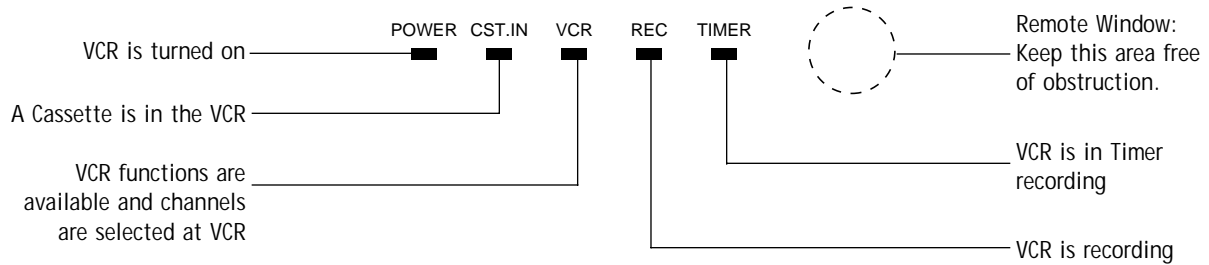 POWER CST.IN VCR REC TIMER
VCR is turned on
A Cassette is in the VCR
VCR functions are
available and channels
are selected at VCR
Remote Window:
Keep this area free
of obstruction.
VCR is in Timer
recording
VCR is recording